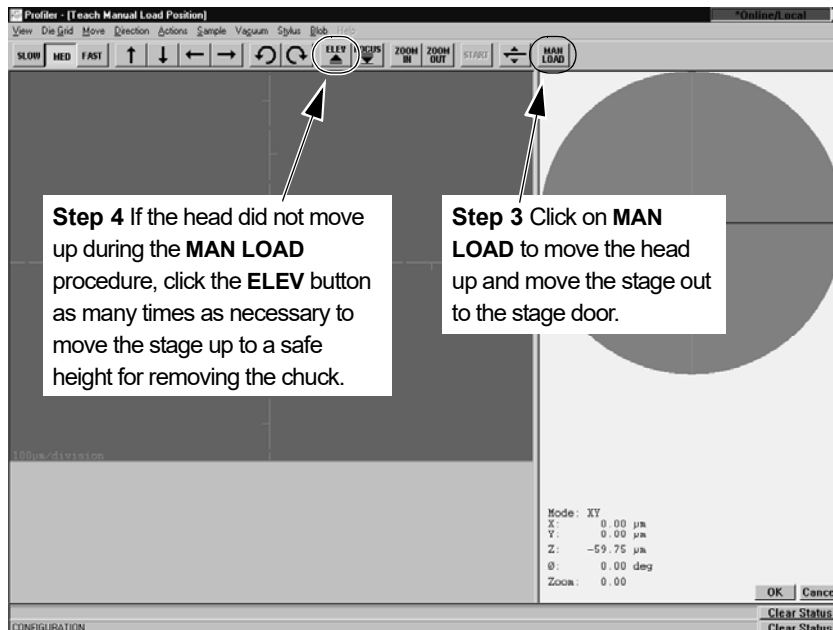 Profiler - [Teach Manual Load Position]
*Online/Local
View Die Grid Move Direction Actions Sample Vacuum Stylus Blob Help
SLOW MED FAST ELEV FOCUS ZOOM IN ZOOM OUT START MAN LOAD
Step 4 If the head did not move
up during the MAN LOAD
procedure, click the ELEV button
as many times as necessary to
move the stage up to a safe
height for removing the chuck.
Step 3 Click on MAN
LOAD to move the head
up and move the stage out
to the stage door.
100µm/division
Mode: XY
X: 0.00 µm
Y: 0.00 µm
Z: -59.75 µm
Ø: 0.00 deg
Zoom: 0.00
OK Cance
Clear Status
CONFIGURATION Clear Status